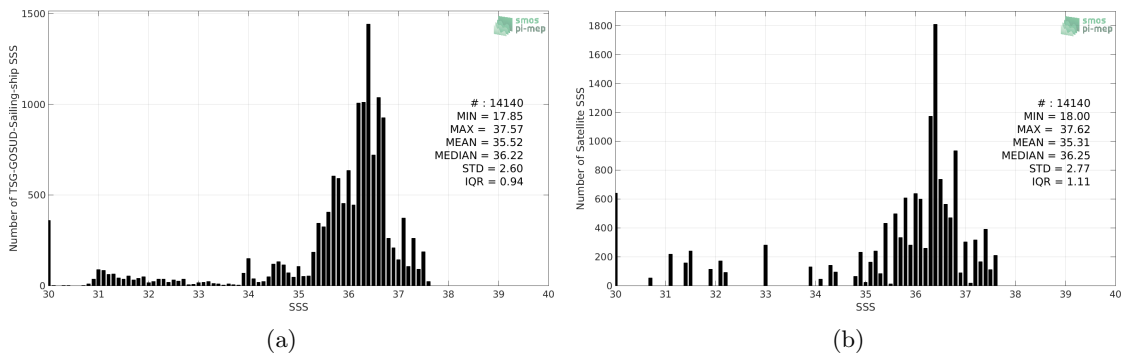 1500
1000
500
0
Number of TSG-GOSUD-Sailing-ship SSS
smos
pi-mep
# : 14140
MIN = 17.85
MAX = 37.57
MEAN = 35.52
MEDIAN = 36.22
STD = 2.60
IQR = 0.94
30 31 32 33 34 35 36 37 38 39 40
SSS
(a)
1800
1600
1400
1200
1000
800
600
400
200
0
Number of Satellite SSS
smos
pi-mep
# : 14140
MIN = 18.00
MAX = 37.62
MEAN = 35.31
MEDIAN = 36.25
STD = 2.77
IQR = 1.11
30 31 32 33 34 35 36 37 38 39 40
SSS
(b)